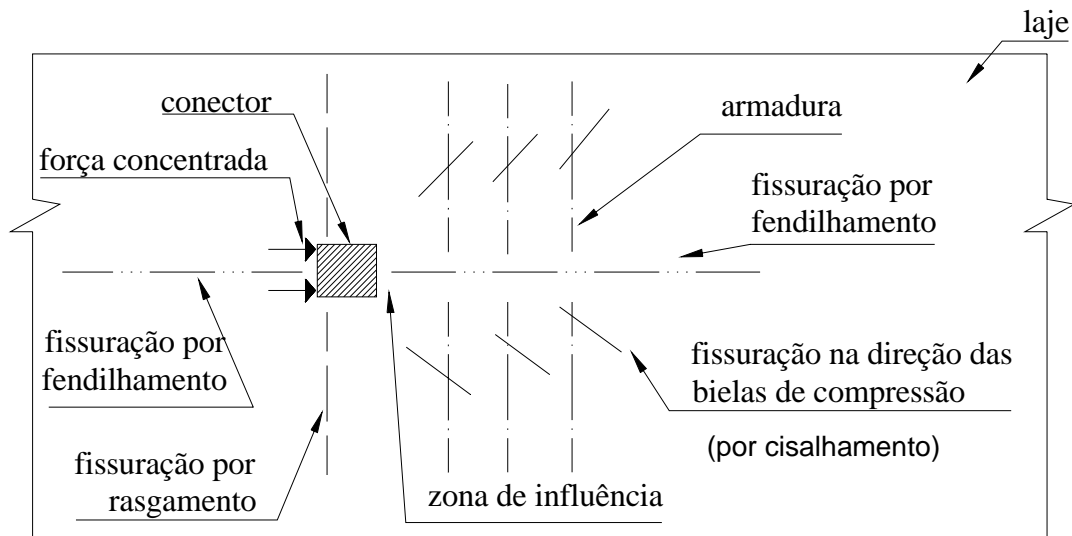 laje
conector
armadura
força concentrada
fissuração por
fendilhamento
fissuração por
fendilhamento
fissuração na direção das
bielas de compressão
(por cisalhamento)
fissuração por
rasgamento
zona de influência